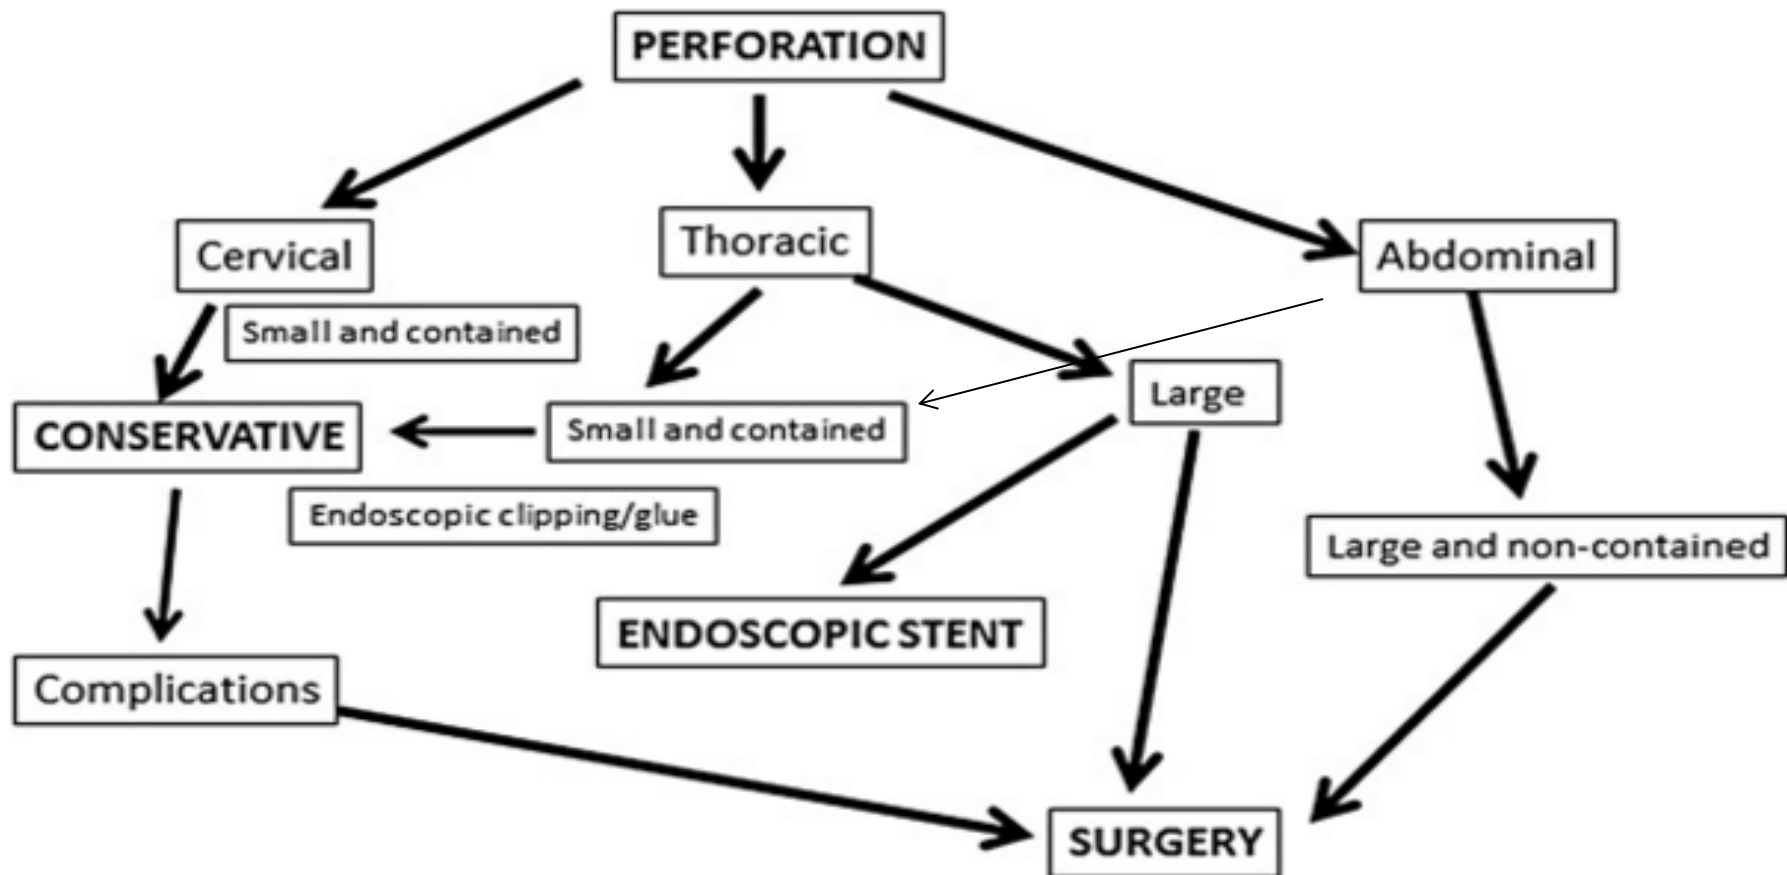 PERFORATION
Cervical
Thoracic
Abdominal
Small and contained
Large
CONSERVATIVE
Small and contained
Endoscopic clipping/glue
Large and non-contained
ENDOSCOPIC STENT
Complications
SURGERY